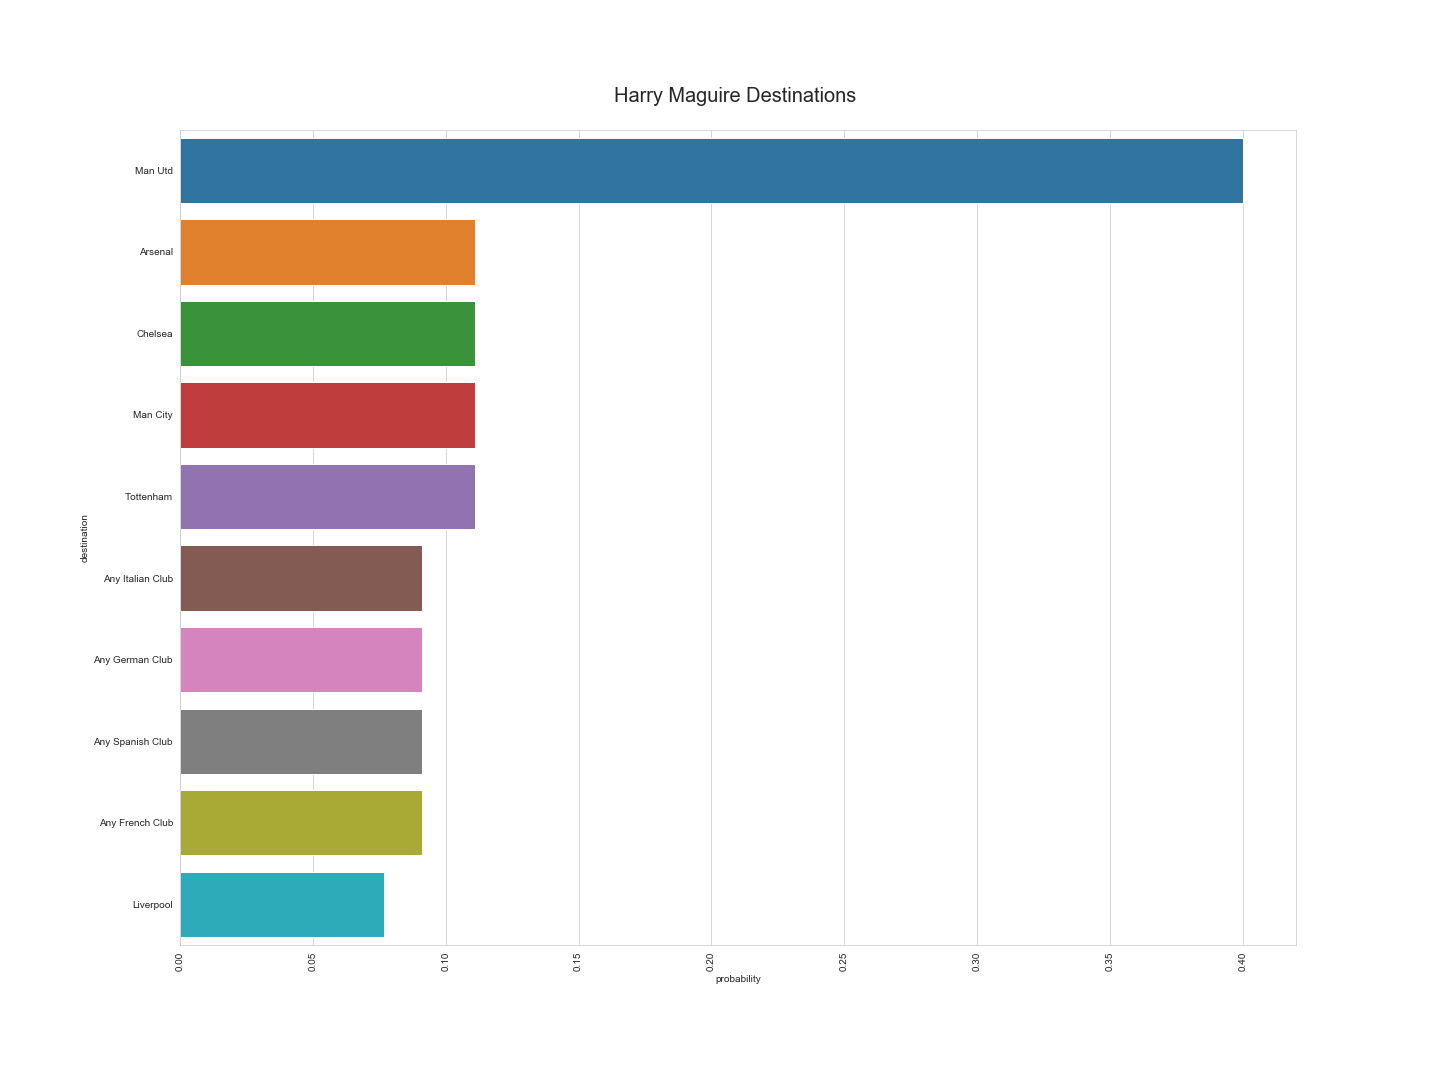 Harry Maguire Destinations
destination
Man Utd
Arsenal
Chelsea
Man City
Tottenham
Any Italian Club
Any German Club
Any Spanish Club
Any French Club
Liverpool
0.00 0.05 0.10 0.15 0.20 0.25 0.30 0.35 0.40
probability